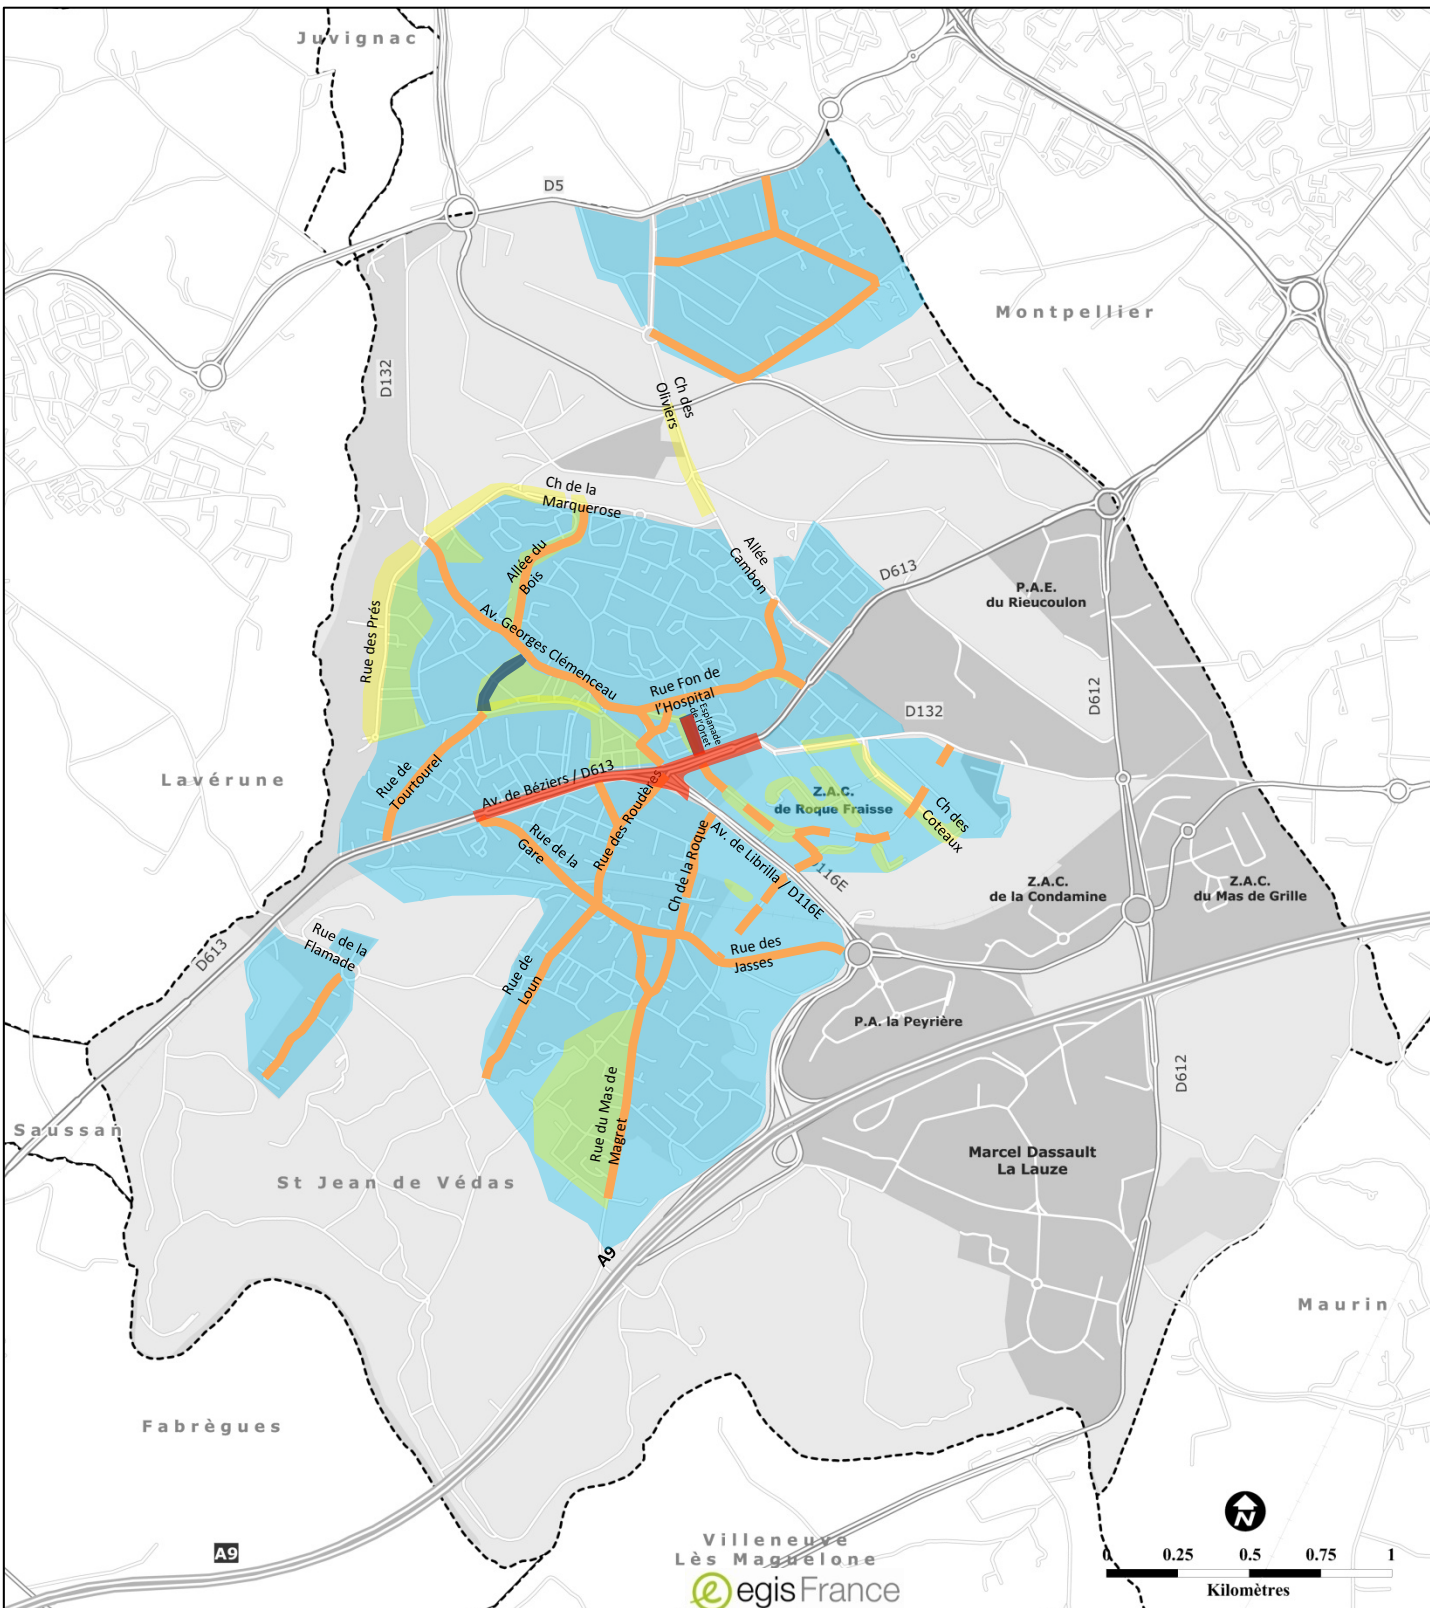 Juvignac
D5
Montpellier
D132
Ch des
Oliviers
Ch de la
Marquerose
Allée du
Bois
Allée
Cambon
D613
P.A.E.
du Rieucoulon
Rue des Prés
Av. Georges Clémenceau
Rue Fon de
l'Hospital
Esplanade
de l'Ortet
D132
D612
Lavérune
Rue de
Tourtourel
Av. de Béziers / D613
Z.A.C.
de Roque Fraisse
Ch des
Coteaux
Rue de la
Gare
Rue des Roudères
Ch de la Roque
Av. de Librilla / D116E
D116E
Z.A.C.
de la Condamine
Z.A.C.
du Mas de Grille
D613
Rue de la
Flamade
Rue de
Loun
Rue des
Jasses
P.A. la Peyrière
D612
Rue du Mas de
Magret
Saussan
St Jean de Védas
Marcel Dassault
La Lauze
A9
Maurin
Fabrègues
A9
Villeneuve
Lès Maguelone
egis France
N
0 0.25 0.5 0.75 1
Kilomètres